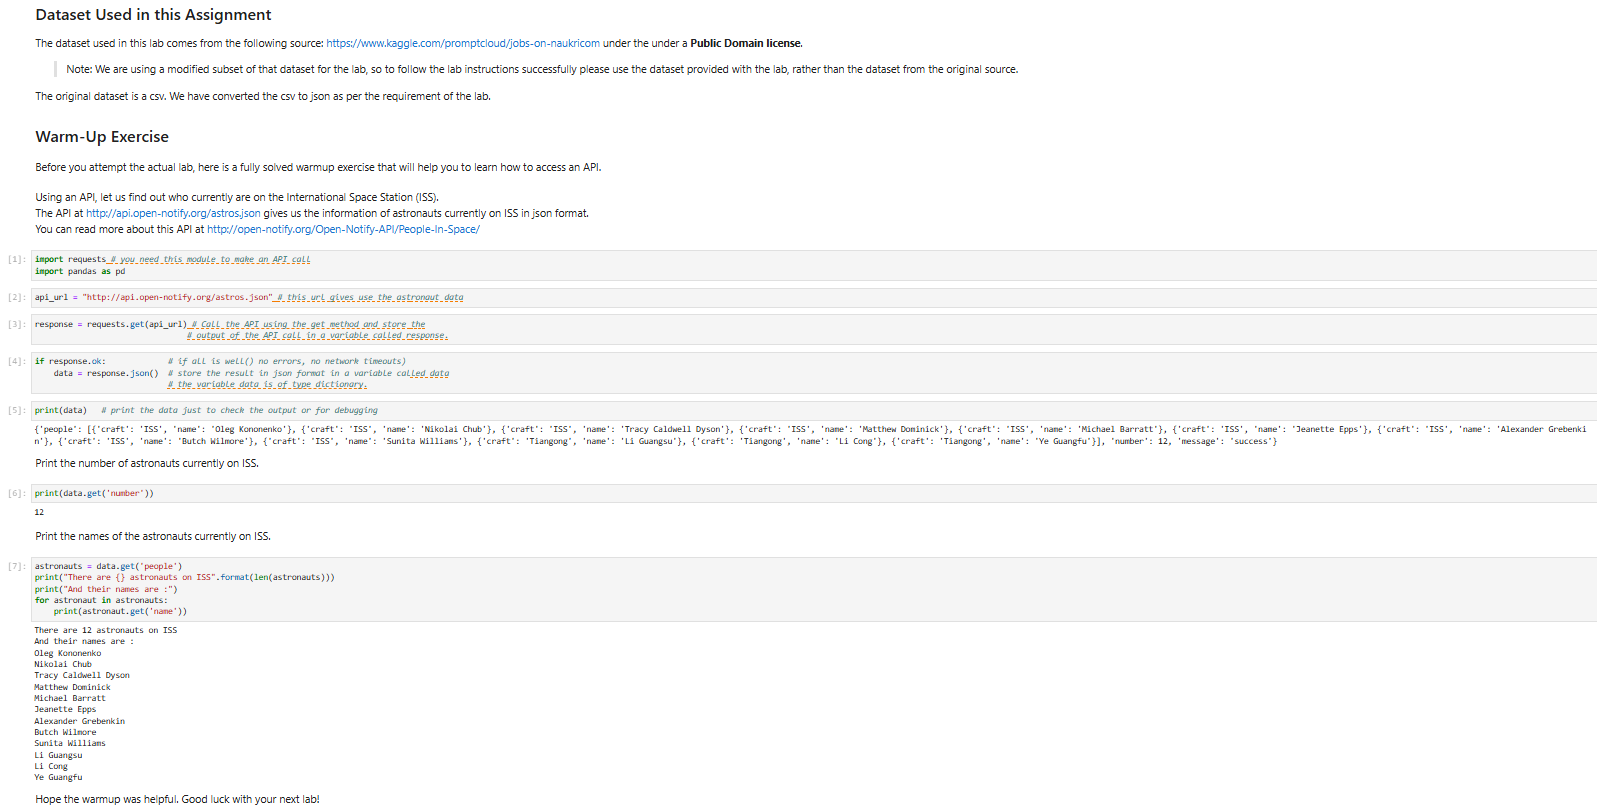 Dataset Used in this Assignment
The dataset used in this lab comes from the following source: https://www.kaggle.com/promptcloud/jobs-on-naukricom under the under a Public Domain license.
Note: We are using a modified subset of that dataset for the lab, so to follow the lab instructions successfully please use the dataset provided with the lab, rather than the dataset from the original source.
The original dataset is a csv. We have converted the csv to json as per the requirement of the lab.
Warm-Up Exercise
Before you attempt the actual lab, here is a fully solved warmup exercise that will help you to learn how to access an API.
Using an API, let us find out who currently are on the International Space Station (ISS).
The API at http://api.open-notify.org/astros.json gives us the information of astronauts currently on ISS in json format.
You can read more about this API at http://open-notify.org/Open-Notify-API/People-In-Space/
[1]: import requests # you need this module to make an API call
import pandas as pd
[2]: api_url = "http://api.open-notify.org/astros.json" # this url gives use the astronaut data
[3]: response = requests.get(api_url) # Call the API using the get method and store the
# output of the API call in a variable called response.
[4]: if response.ok: # if all is well() no errors, no network timeouts)
data = response.json() # store the result in json format in a variable called data
# the variable data is of type dictionary.
[5]: print(data) # print the data just to check the output or for debugging
{'people': [{'craft': 'ISS', 'name': 'Oleg Kononenko'}, {'craft': 'ISS', 'name': 'Nikolai Chub'}, {'craft': 'ISS', 'name': 'Tracy Caldwell Dyson'}, {'craft': 'ISS', 'name': 'Matthew Dominick'}, {'craft': 'ISS', 'name': 'Michael Barratt'}, {'craft': 'ISS', 'name': 'Jeanette Epps'}, {'craft': 'ISS', 'name': 'Alexander Grebenki
n'}, {'craft': 'ISS', 'name': 'Butch Wilmore'}, {'craft': 'ISS', 'name': 'Sunita Williams'}, {'craft': 'Tiangong', 'name': 'Li Guangsu'}, {'craft': 'Tiangong', 'name': 'Li Cong'}, {'craft': 'Tiangong', 'name': 'Ye Guangfu'}], 'number': 12, 'message': 'success'}
Print the number of astronauts currently on ISS.
[6]: print(data.get('number'))
12
Print the names of the astronauts currently on ISS.
[7]: astronauts = data.get('people')
print("There are {} astronauts on ISS".format(len(astronauts)))
print("And their names are :")
for astronaut in astronauts:
print(astronaut.get('name'))
There are 12 astronauts on ISS
And their names are :
Oleg Kononenko
Nikolai Chub
Tracy Caldwell Dyson
Matthew Dominick
Michael Barratt
Jeanette Epps
Alexander Grebenkin
Butch Wilmore
Sunita Williams
Li Guangsu
Li Cong
Ye Guangfu
Hope the warmup was helpful. Good luck with your next lab!